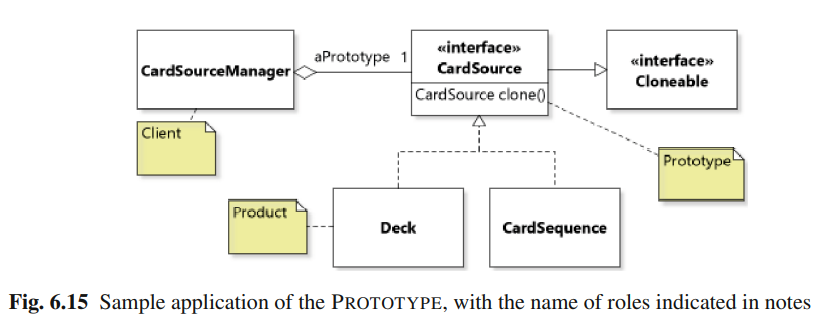 CardSourceManager
aPrototype 1
«interface»
CardSource
CardSource clone()
«interface»
Cloneable
Client
Prototype
Product
Deck
CardSequence
Fig. 6.15 Sample application of the PROTOTYPE, with the name of roles indicated in notes